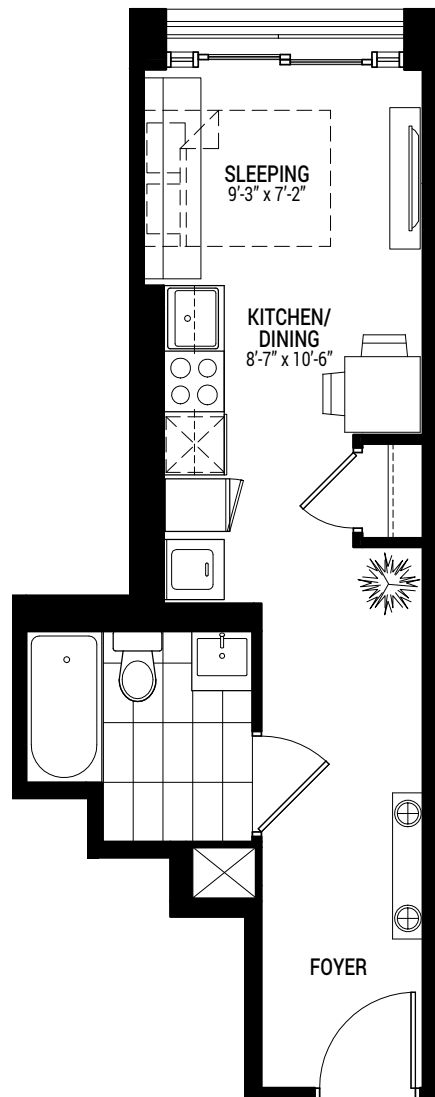 SLEEPING
9'-3" x 7'-2"
KITCHEN/
DINING
8'-7" x 10'-6"
FOYER